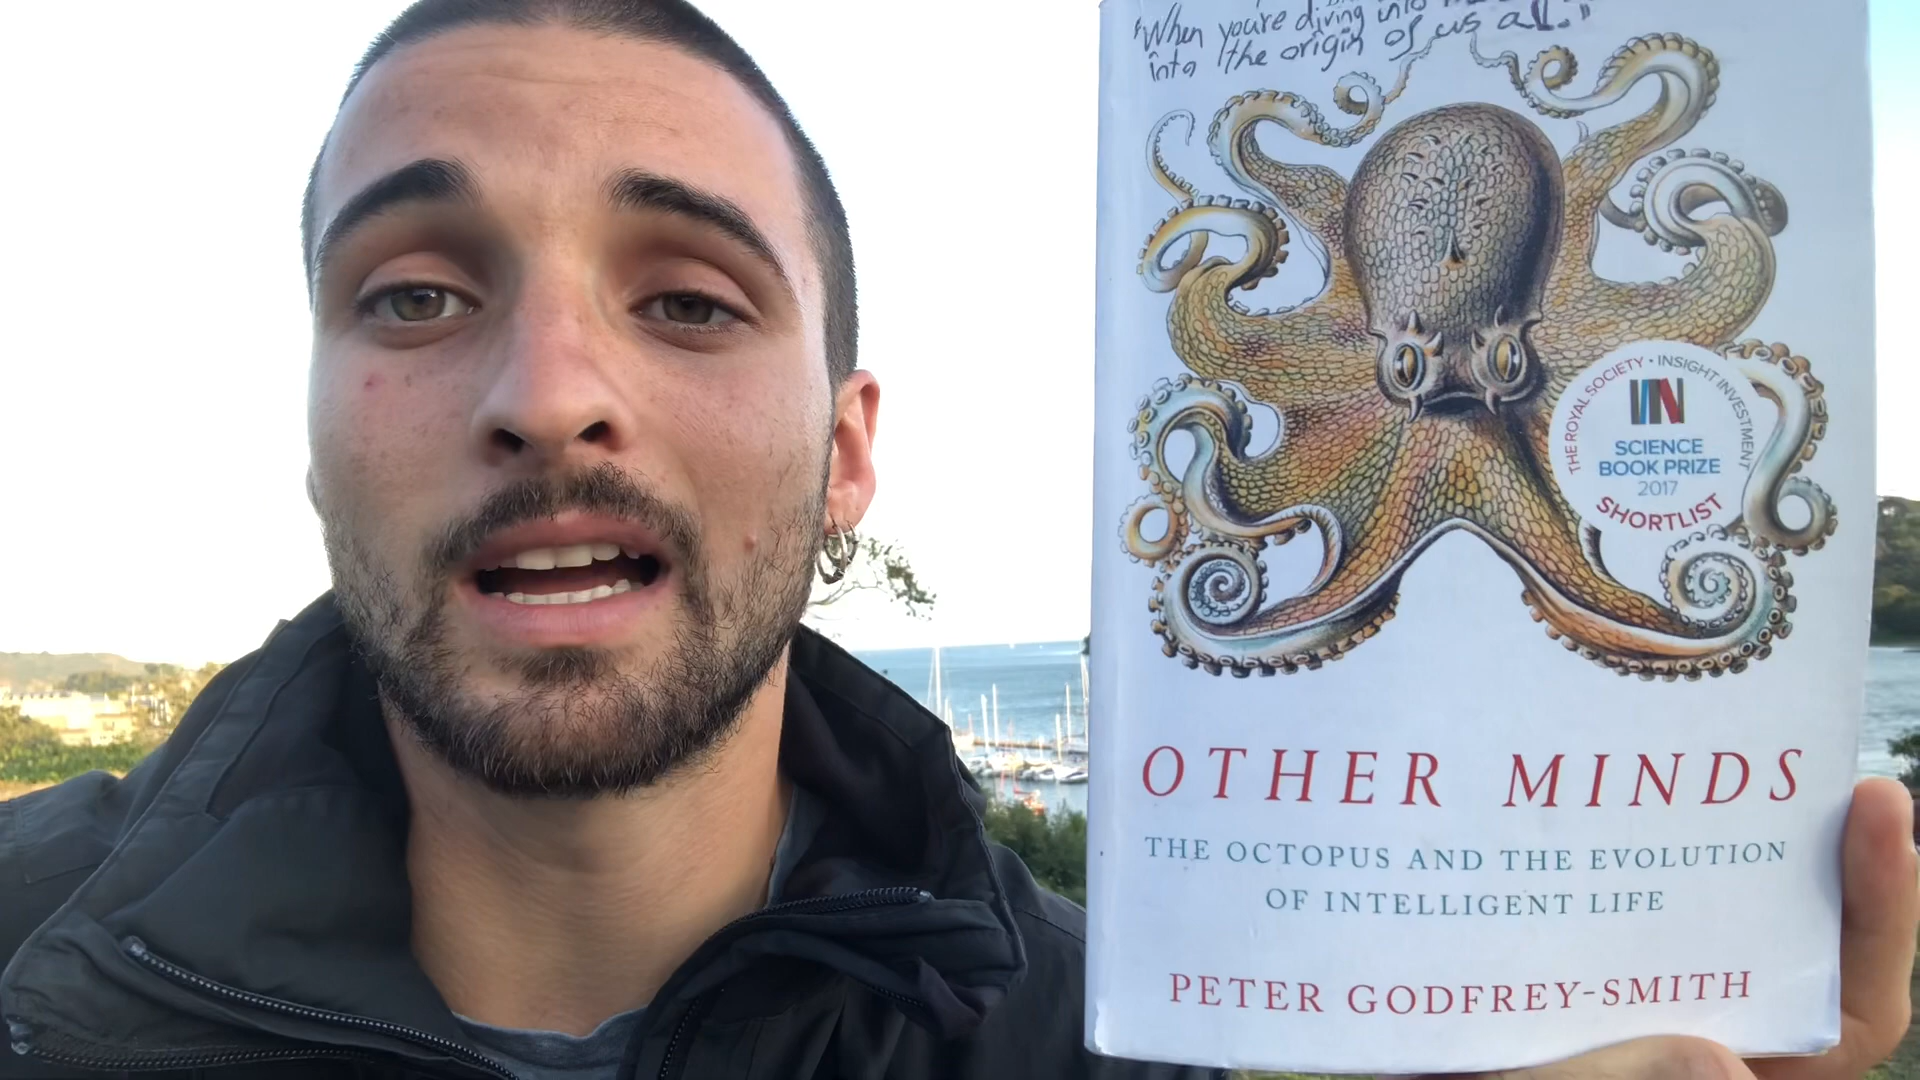 "When you're diving into
into the origin of us all."
THE ROYAL SOCIETY · INSIGHT INVESTMENT
SCIENCE
BOOK PRIZE
2017
SHORTLIST
OTHER MINDS
THE OCTOPUS AND THE EVOLUTION
OF INTELLIGENT LIFE
PETER GODFREY-SMITH